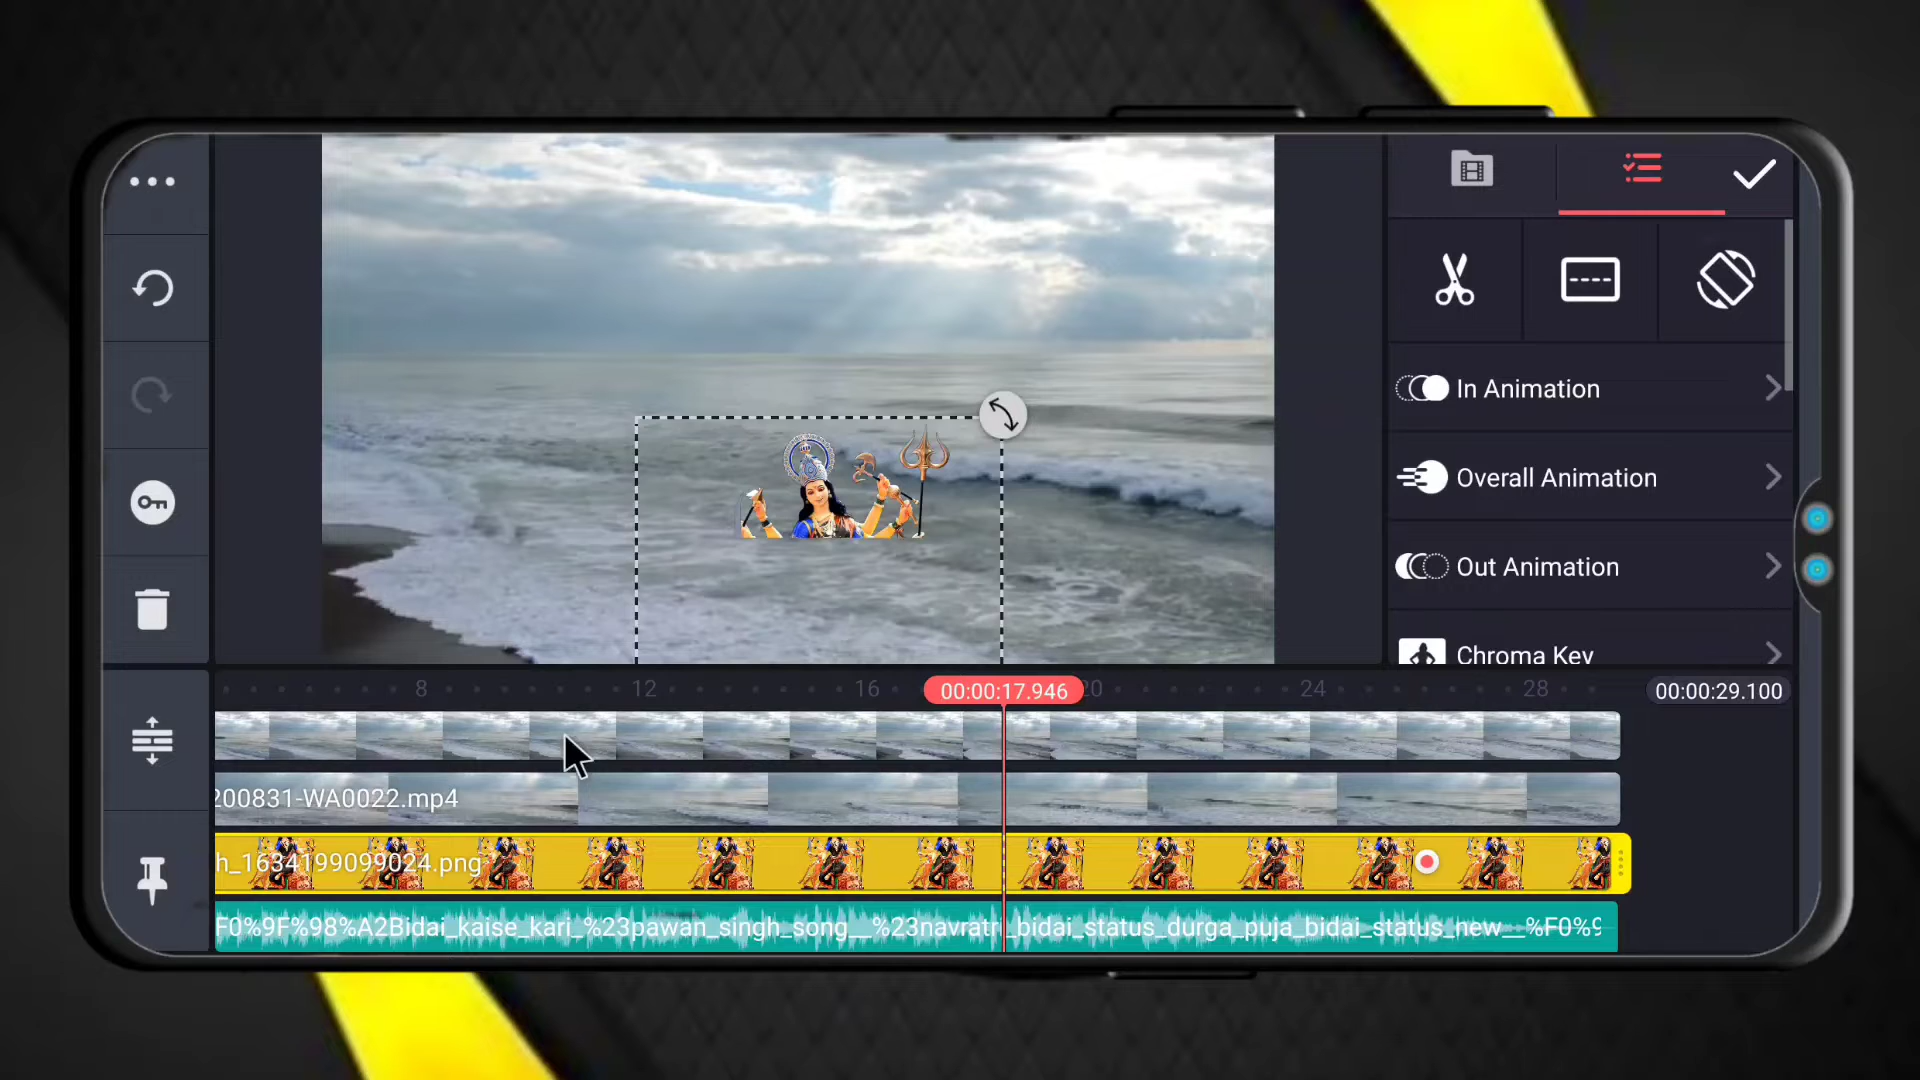 In Animation
Overall Animation
Out Animation
Chroma Key
8 12 16 00:00:17.946 20 24 28 00:00:29.100
200831-WA0022.mp4
h_1634199099024.png
F0%9F%98%A2Bidai_kaise_kari_%23pawan_singh_song__%23navratri_bidai_status_durga_puja_bidai_status_new__%F0%9